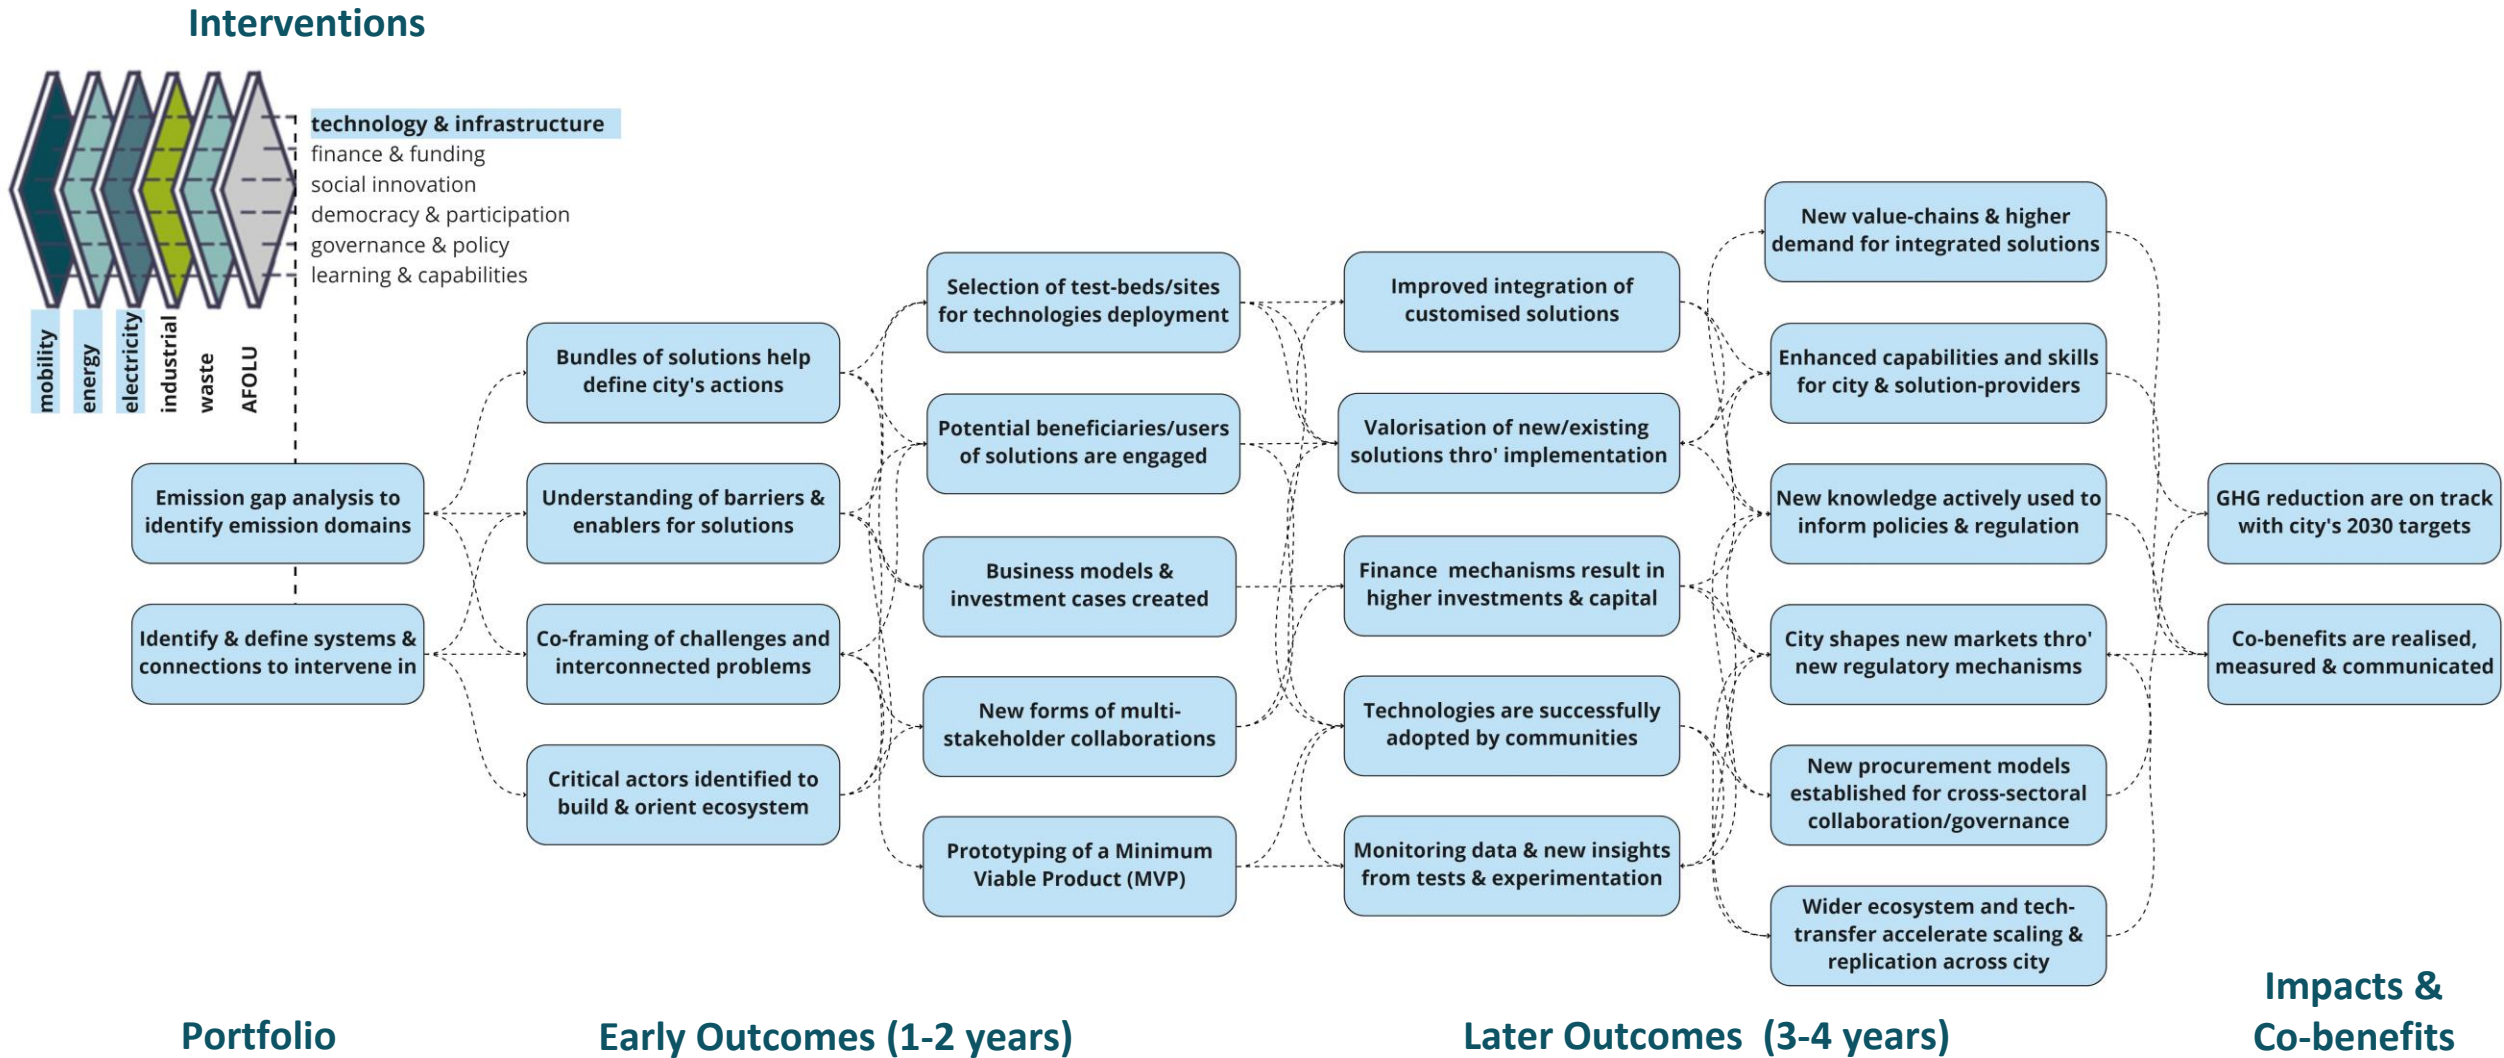 Interventions
technology & infrastructure
finance & funding
social innovation
democracy & participation
governance & policy
learning & capabilities
mobility
energy
electricity
industrial
waste
AFOLU
Emission gap analysis to
identify emission domains
Identify & define systems &
connections to intervene in
Bundles of solutions help
define city's actions
Understanding of barriers &
enablers for solutions
Co-framing of challenges and
interconnected problems
Critical actors identified to
build & orient ecosystem
Selection of test-beds/sites
for technologies deployment
Potential beneficiaries/users
of solutions are engaged
Business models &
investment cases created
New forms of multi-
stakeholder collaborations
Prototyping of a Minimum
Viable Product (MVP)
Improved integration of
customised solutions
Valorisation of new/existing
solutions thro' implementation
Finance mechanisms result in
higher investments & capital
Technologies are successfully
adopted by communities
Monitoring data & new insights
from tests & experimentation
New value-chains & higher
demand for integrated solutions
Enhanced capabilities and skills
for city & solution-providers
New knowledge actively used to
inform policies & regulation
City shapes new markets thro'
new regulatory mechanisms
New procurement models
established for cross-sectoral
collaboration/governance
Wider ecosystem and tech-
transfer accelerate scaling &
replication across city
GHG reduction are on track
with city's 2030 targets
Co-benefits are realised,
measured & communicated
Portfolio
Early Outcomes (1-2 years)
Later Outcomes (3-4 years)
Impacts &
Co-benefits